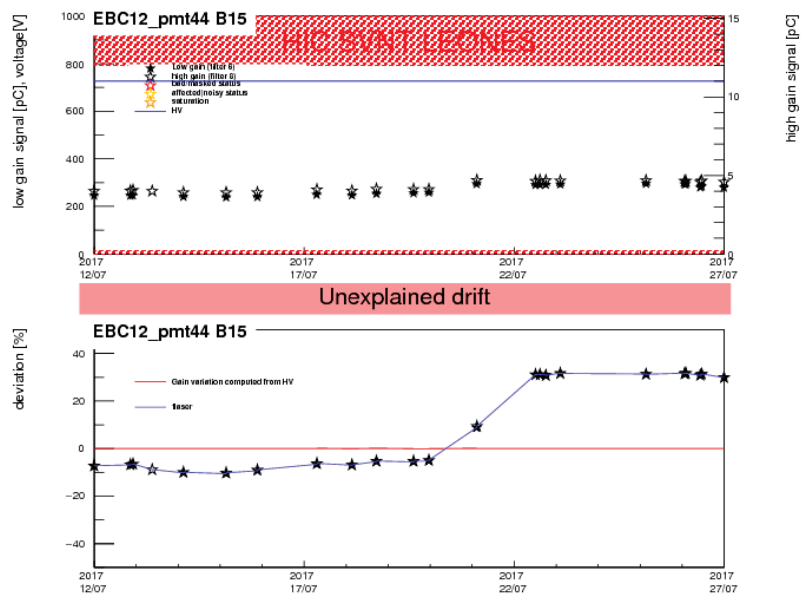 EBC12_pmt44 B15
HIC SVNT LEONES
low gain signal [pC], voltage[V]
1000
800
600
400
200
0
Low gain (filter 6)
high gain (filter 6)
bad/masked status
affected/noisy status
saturation
HV
15
10
5
0
high gain signal [pC]
2017
12/07
2017
17/07
2017
22/07
2017
27/07
Unexplained drift
EBC12_pmt44 B15
deviation [%]
40
20
0
−20
−40
Gain variation computed from HV
flaser
2017
12/07
2017
17/07
2017
22/07
2017
27/07